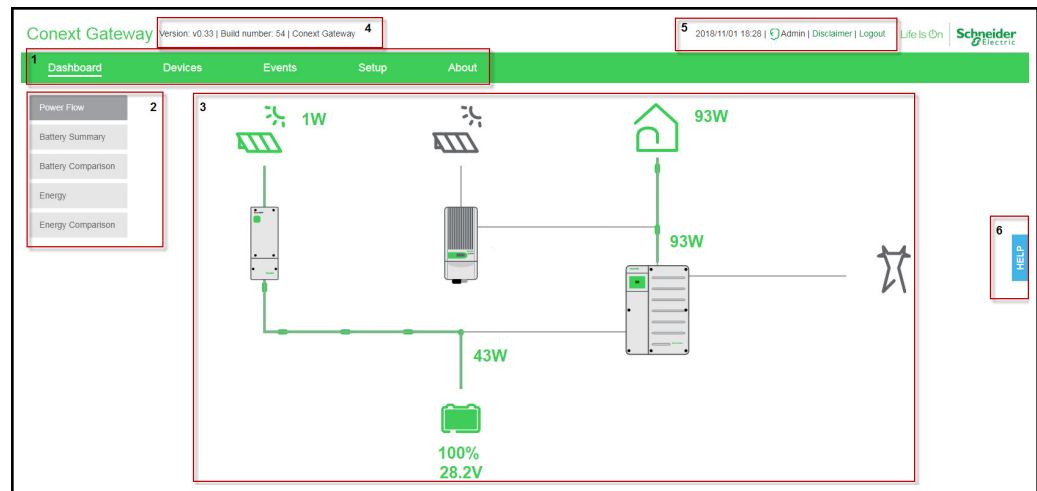 Conext Gateway Version: v0.33 | Build number: 54 | Conext Gateway 4
5 2018/11/01 18:28 | Admin | Disclaimer | Logout Life Is On Schneider Electric
1 Dashboard Devices Events Setup About
Power Flow 2
Battery Summary
Battery Comparison
Energy
Energy Comparison
3
1W
93W
93W
43W
100%
28.2V
6
HELP